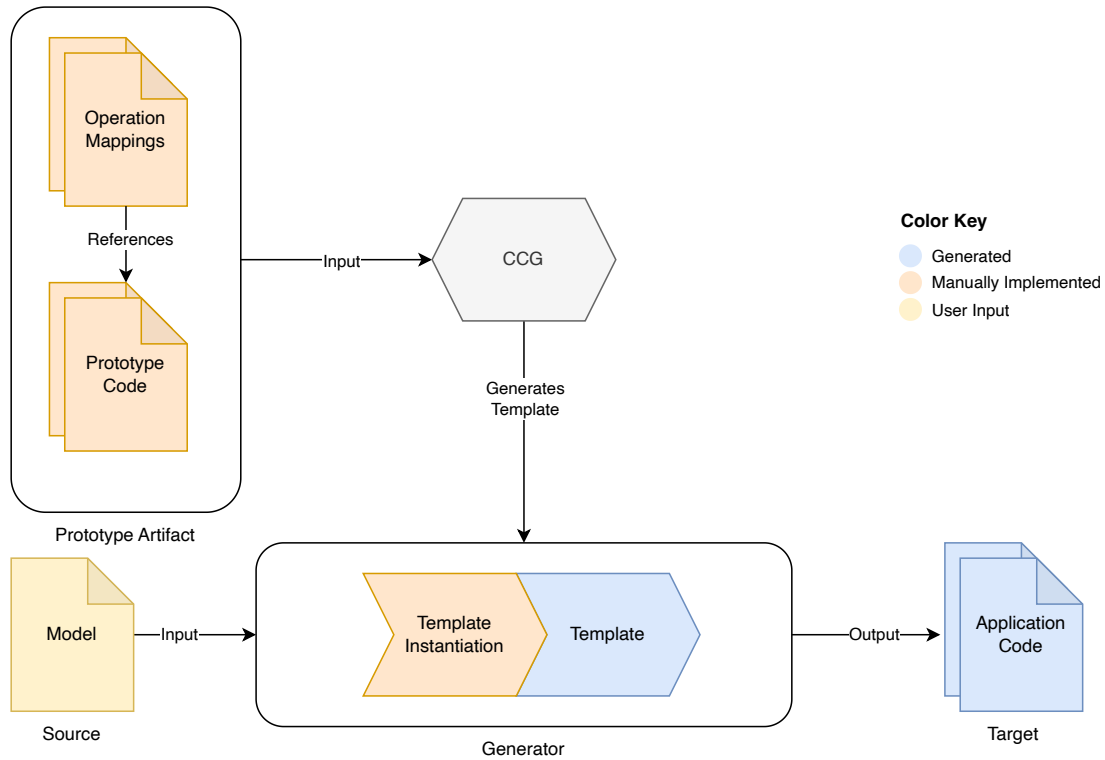 Operation
Mappings
References
Prototype
Code
Prototype Artifact
Input
CCG
Color Key
Generated
Manually Implemented
User Input
Generates
Template
Model
Source
Input
Template
Instantiation
Template
Generator
Output
Application
Code
Target